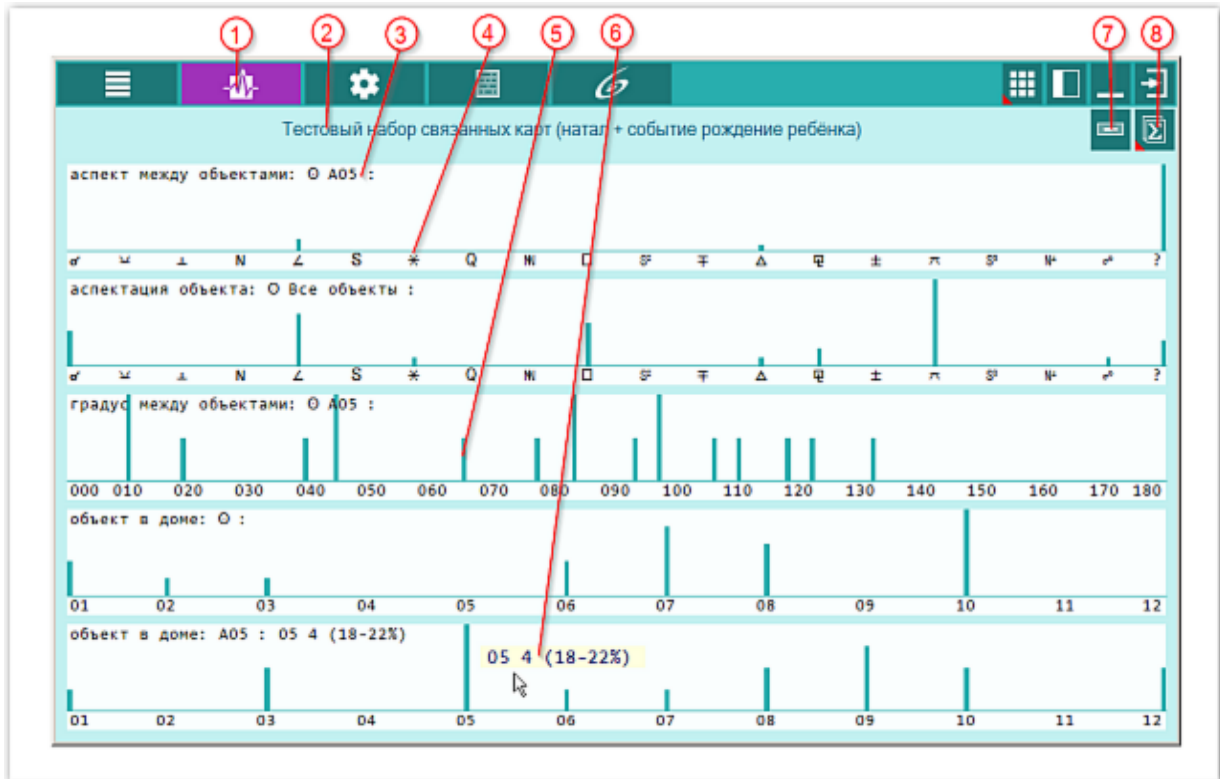 1 2 3 4 5 6 7 8
Тестовый набор связанных карт (натал + событие рождение ребёнка)
аспект между объектами: ☉ A05 :
N ∠ S ⚹ Q □ △ ?
аспектация объекта: ☉ Все объекты :
N ∠ S ⚹ Q □ △ ?
градус между объектами: ☉ A05 :
000 010 020 030 040 050 060 070 080 090 100 110 120 130 140 150 160 170 180
объект в доме: ☉ :
01 02 03 04 05 06 07 08 09 10 11 12
объект в доме: A05 : 05 4 (18-22%)
05 4 (18-22%)
01 02 03 04 05 06 07 08 09 10 11 12